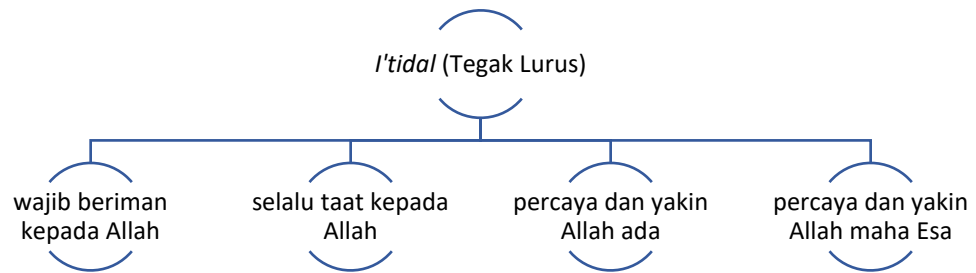 I'tidal (Tegak Lurus)
wajib beriman
kepada Allah
selalu taat kepada
Allah
percaya dan yakin
Allah ada
percaya dan yakin
Allah maha Esa